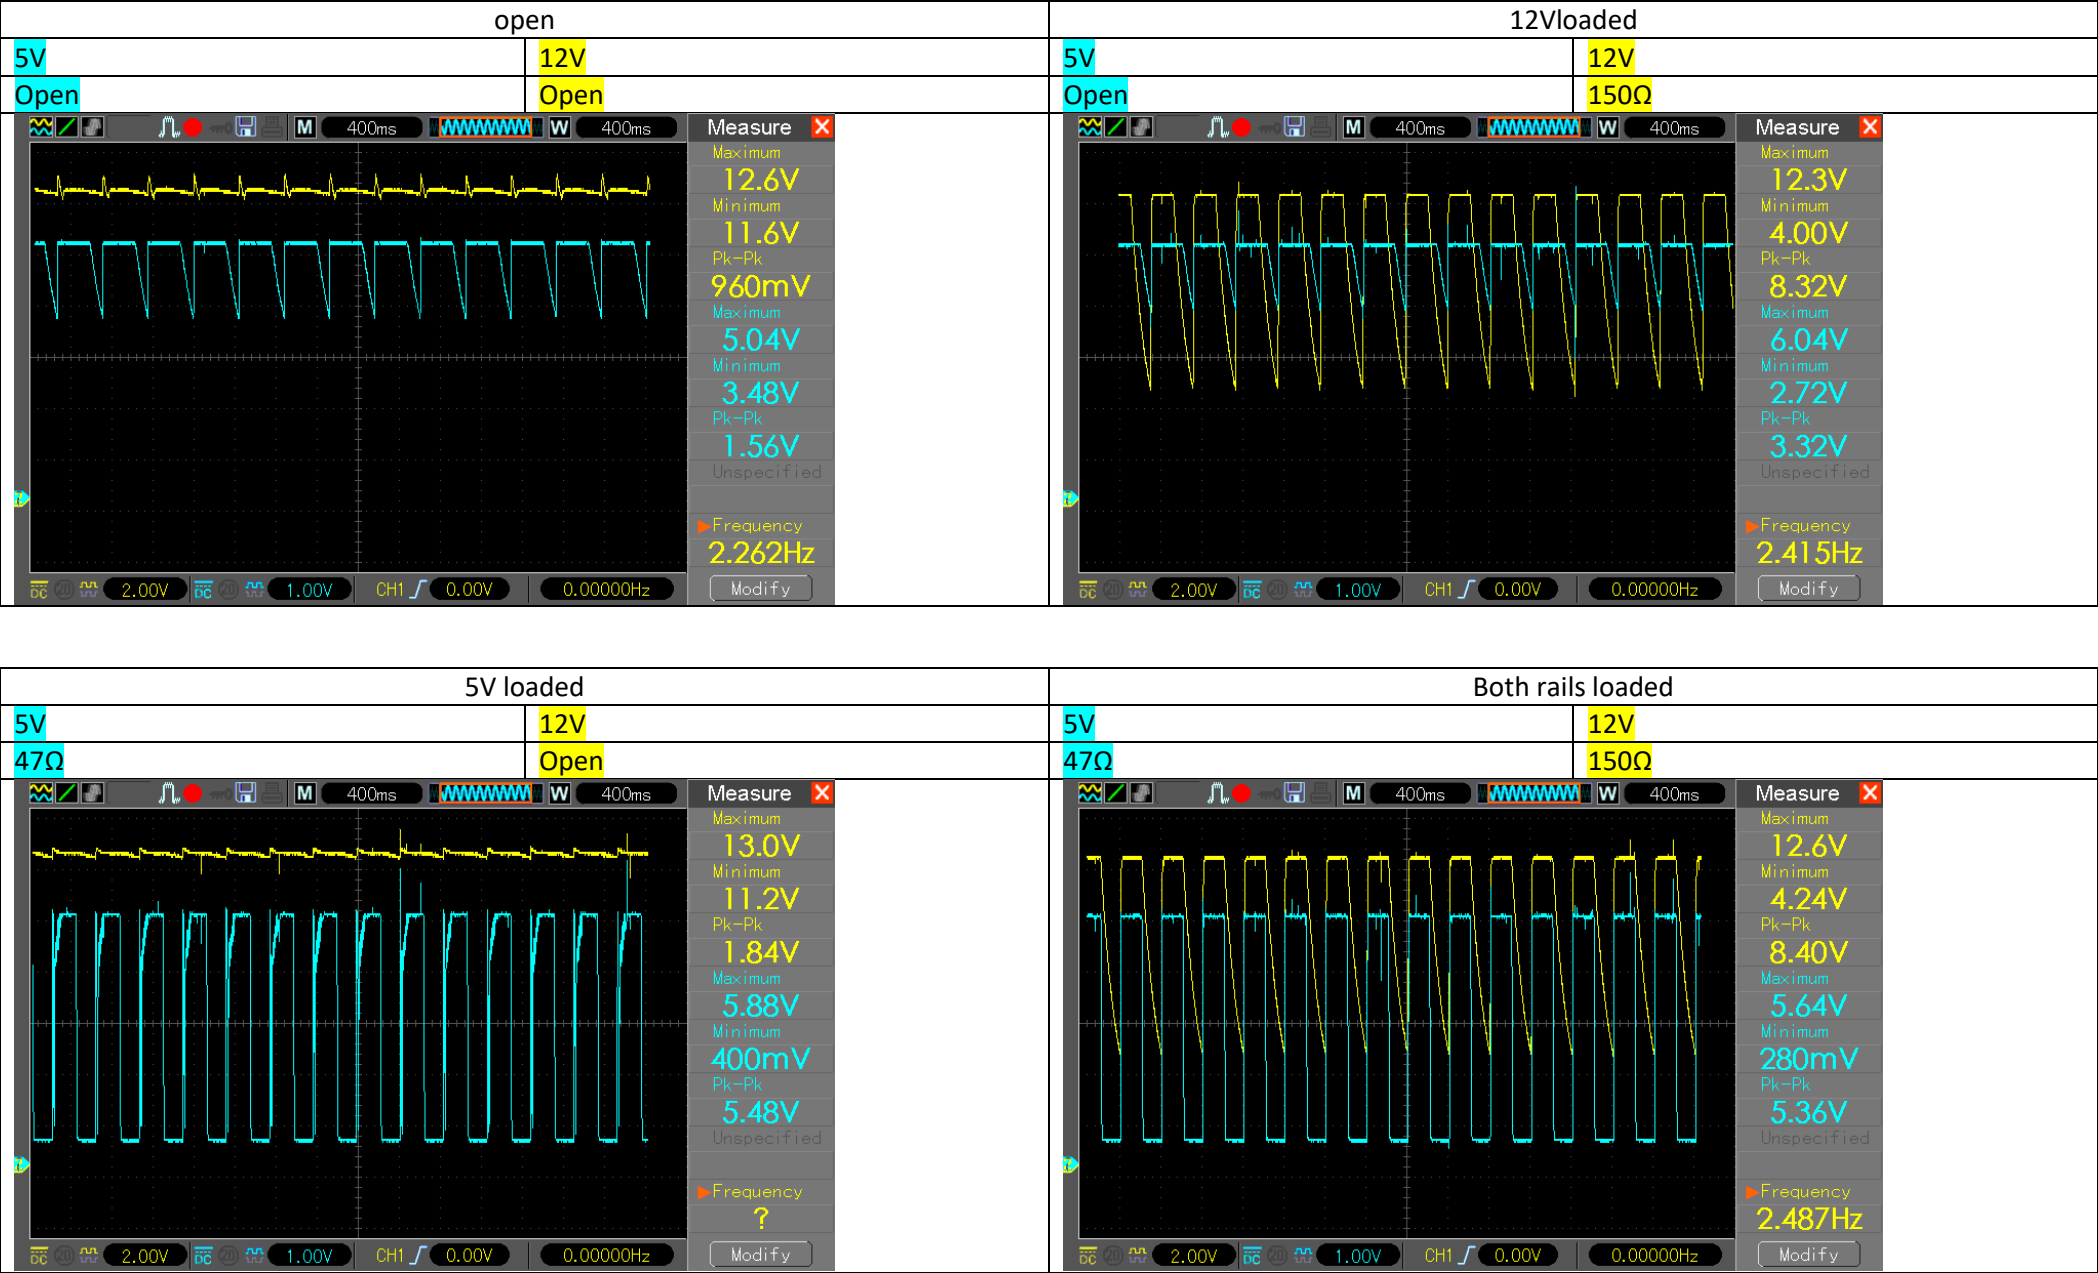 open
12Vloaded
5V
12V
5V
12V
Open
Open
Open
150Ω
M 400ms W 400ms Measure X
Maximum
12.6V
Minimum
11.6V
Pk-Pk
960mV
Maximum
5.04V
Minimum
3.48V
Pk-Pk
1.56V
Unspecified
Frequency
2.262Hz
DC 20 2.00V DC 20 1.00V CH1 0.00V 0.00000Hz Modify
M 400ms W 400ms Measure X
Maximum
12.3V
Minimum
4.00V
Pk-Pk
8.32V
Maximum
6.04V
Minimum
2.72V
Pk-Pk
3.32V
Unspecified
Frequency
2.415Hz
DC 20 2.00V DC 20 1.00V CH1 0.00V 0.00000Hz Modify
5V loaded
Both rails loaded
5V
12V
5V
12V
47Ω
Open
47Ω
150Ω
M 400ms W 400ms Measure X
Maximum
13.0V
Minimum
11.2V
Pk-Pk
1.84V
Maximum
5.88V
Minimum
400mV
Pk-Pk
5.48V
Unspecified
Frequency
?
DC 20 2.00V DC 20 1.00V CH1 0.00V 0.00000Hz Modify
M 400ms W 400ms Measure X
Maximum
12.6V
Minimum
4.24V
Pk-Pk
8.40V
Maximum
5.64V
Minimum
280mV
Pk-Pk
5.36V
Unspecified
Frequency
2.487Hz
DC 20 2.00V DC 20 1.00V CH1 0.00V 0.00000Hz Modify